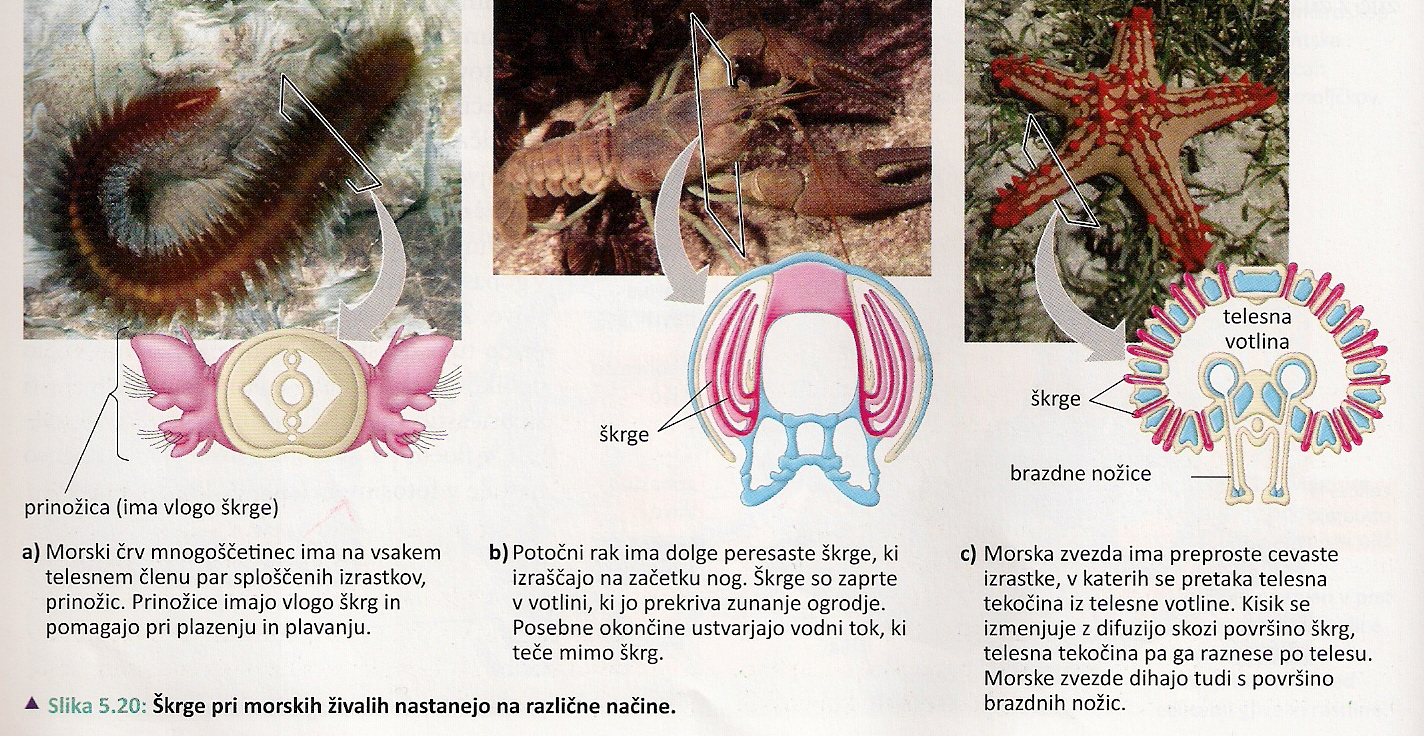 telesna
votlina
škrge
škrge
brazdne nožice
prinožica (ima vlogo škrge)
a) Morski črv mnogoščetinec ima na vsakem
telesnem členu par sploščenih izrastkov,
prinožic. Prinožice imajo vlogo škrg in
pomagajo pri plazenju in plavanju.
b) Potočni rak ima dolge peresaste škrge, ki
izraščajo na začetku nog. Škrge so zaprte
v votlini, ki jo prekriva zunanje ogrodje.
Posebne okončine ustvarjajo vodni tok, ki
teče mimo škrg.
c) Morska zvezda ima preproste cevaste
izrastke, v katerih se pretaka telesna
tekočina iz telesne votline. Kisik se
izmenjuje z difuzijo skozi površino škrg,
telesna tekočina pa ga raznese po telesu.
Morske zvezde dihajo tudi s površino
brazdnih nožic.
▲ Slika 5.20: Škrge pri morskih živalih nastanejo na različne načine.